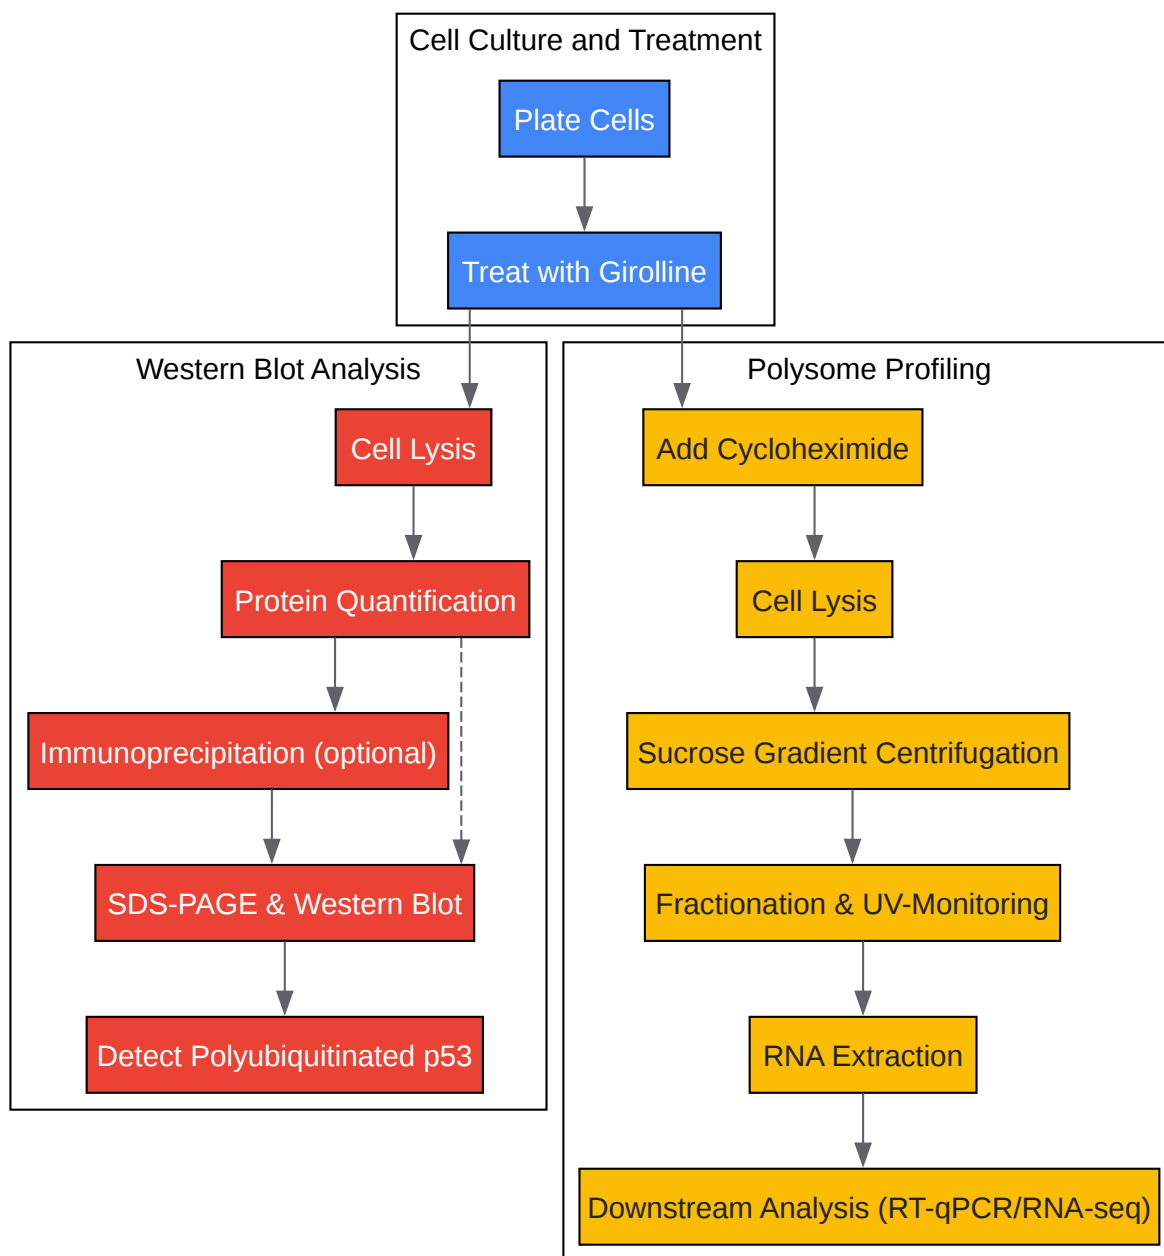 Cell Culture and Treatment
Plate Cells
Treat with Girolline
Western Blot Analysis
Cell Lysis
Protein Quantification
Immunoprecipitation (optional)
SDS-PAGE & Western Blot
Detect Polyubiquitinated p53
Polysome Profiling
Add Cycloheximide
Cell Lysis
Sucrose Gradient Centrifugation
Fractionation & UV-Monitoring
RNA Extraction
Downstream Analysis (RT-qPCR/RNA-seq)